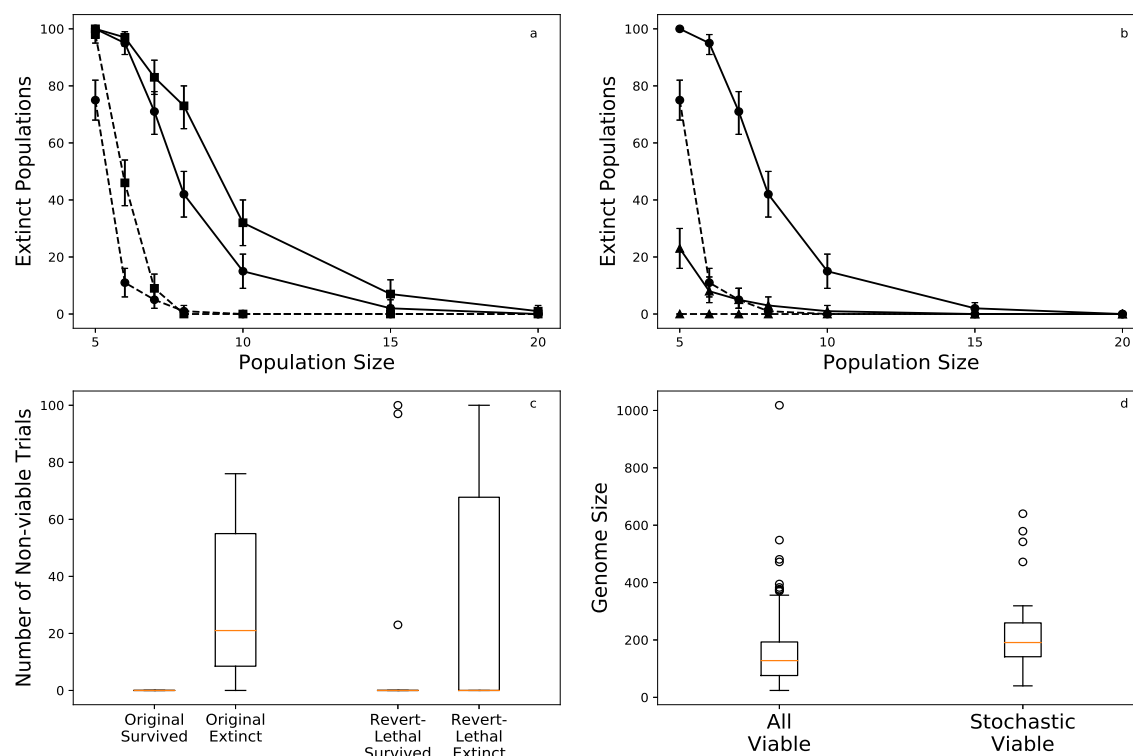 a
100
80
60
40
20
0
Extinct Populations
5
10
15
20
Population Size
b
100
80
60
40
20
0
Extinct Populations
5
10
15
20
Population Size
c
100
80
60
40
20
0
Number of Non-viable Trials
Original
Survived
Original
Extinct
Revert-
Lethal
Survived
Revert-
Lethal
Extinct
d
1000
800
600
400
200
0
Genome Size
All
Viable
Stochastic
Viable